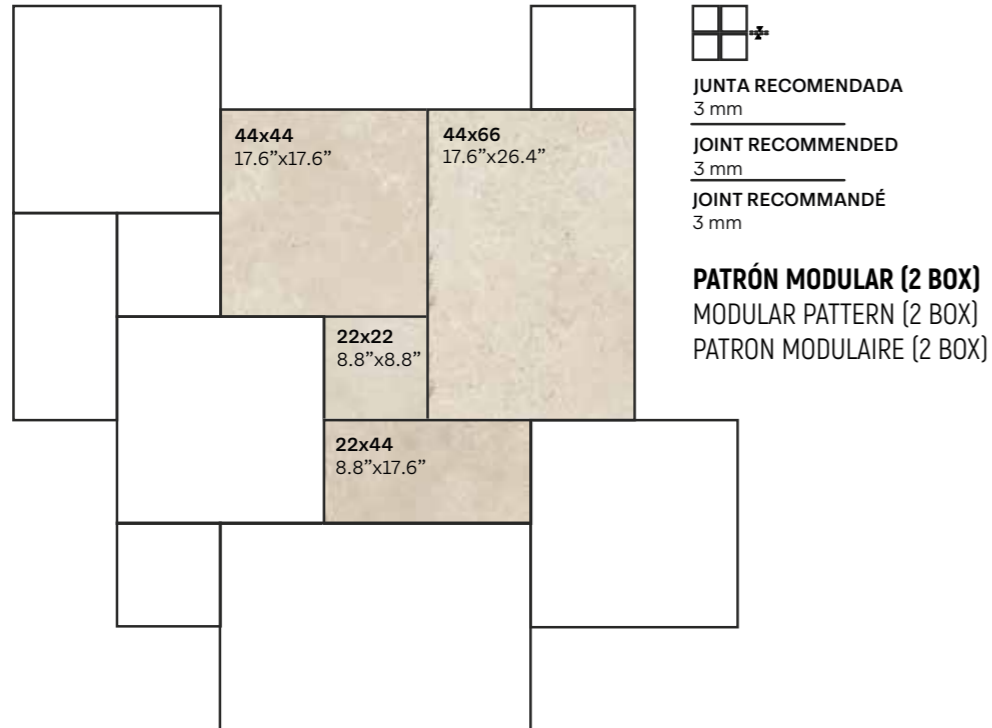 44x44
17.6”x17.6”
44x66
17.6”x26.4”
22x22
8.8”x8.8”
22x44
8.8”x17.6”
JUNTA RECOMENDADA
3 mm
JOINT RECOMMENDED
3 mm
JOINT RECOMMANDÉ
3 mm
PATRÓN MODULAR (2 BOX)
MODULAR PATTERN (2 BOX)
PATRON MODULAIRE (2 BOX)